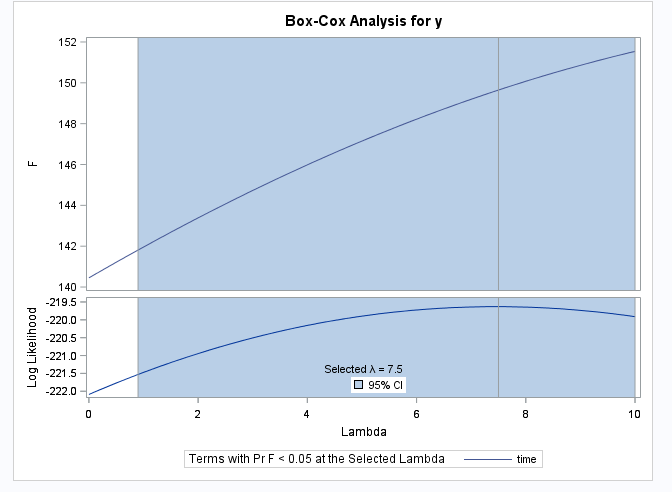 Box-Cox Analysis for y
152
150
148
146
144
142
140
F
-219.5
-220.0
-220.5
-221.0
-221.5
-222.0
Log Likelihood
Selected λ = 7.5
95% CI
0 2 4 6 8 10
Lambda
Terms with Pr F < 0.05 at the Selected Lambda time